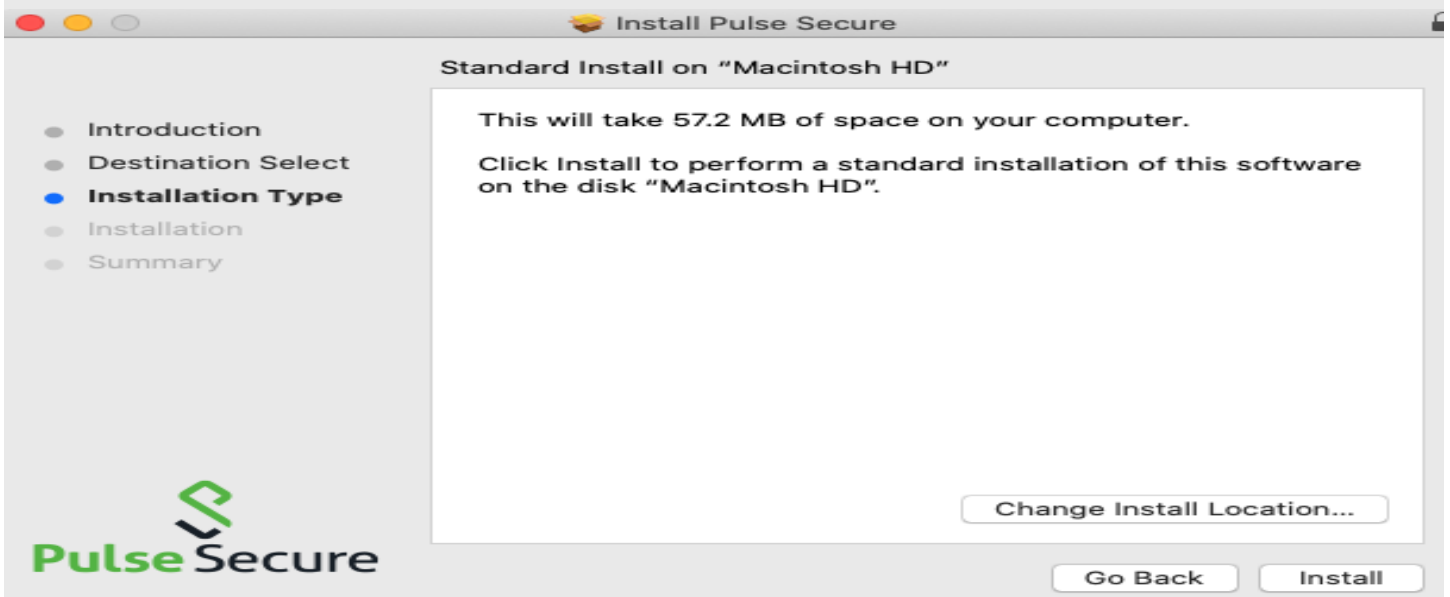 Install Pulse Secure
Standard Install on “Macintosh HD”
Introduction
Destination Select
Installation Type
Installation
Summary
This will take 57.2 MB of space on your computer.
Click Install to perform a standard installation of this software
on the disk “Macintosh HD”.
Change Install Location...
Pulse Secure
Go Back
Install